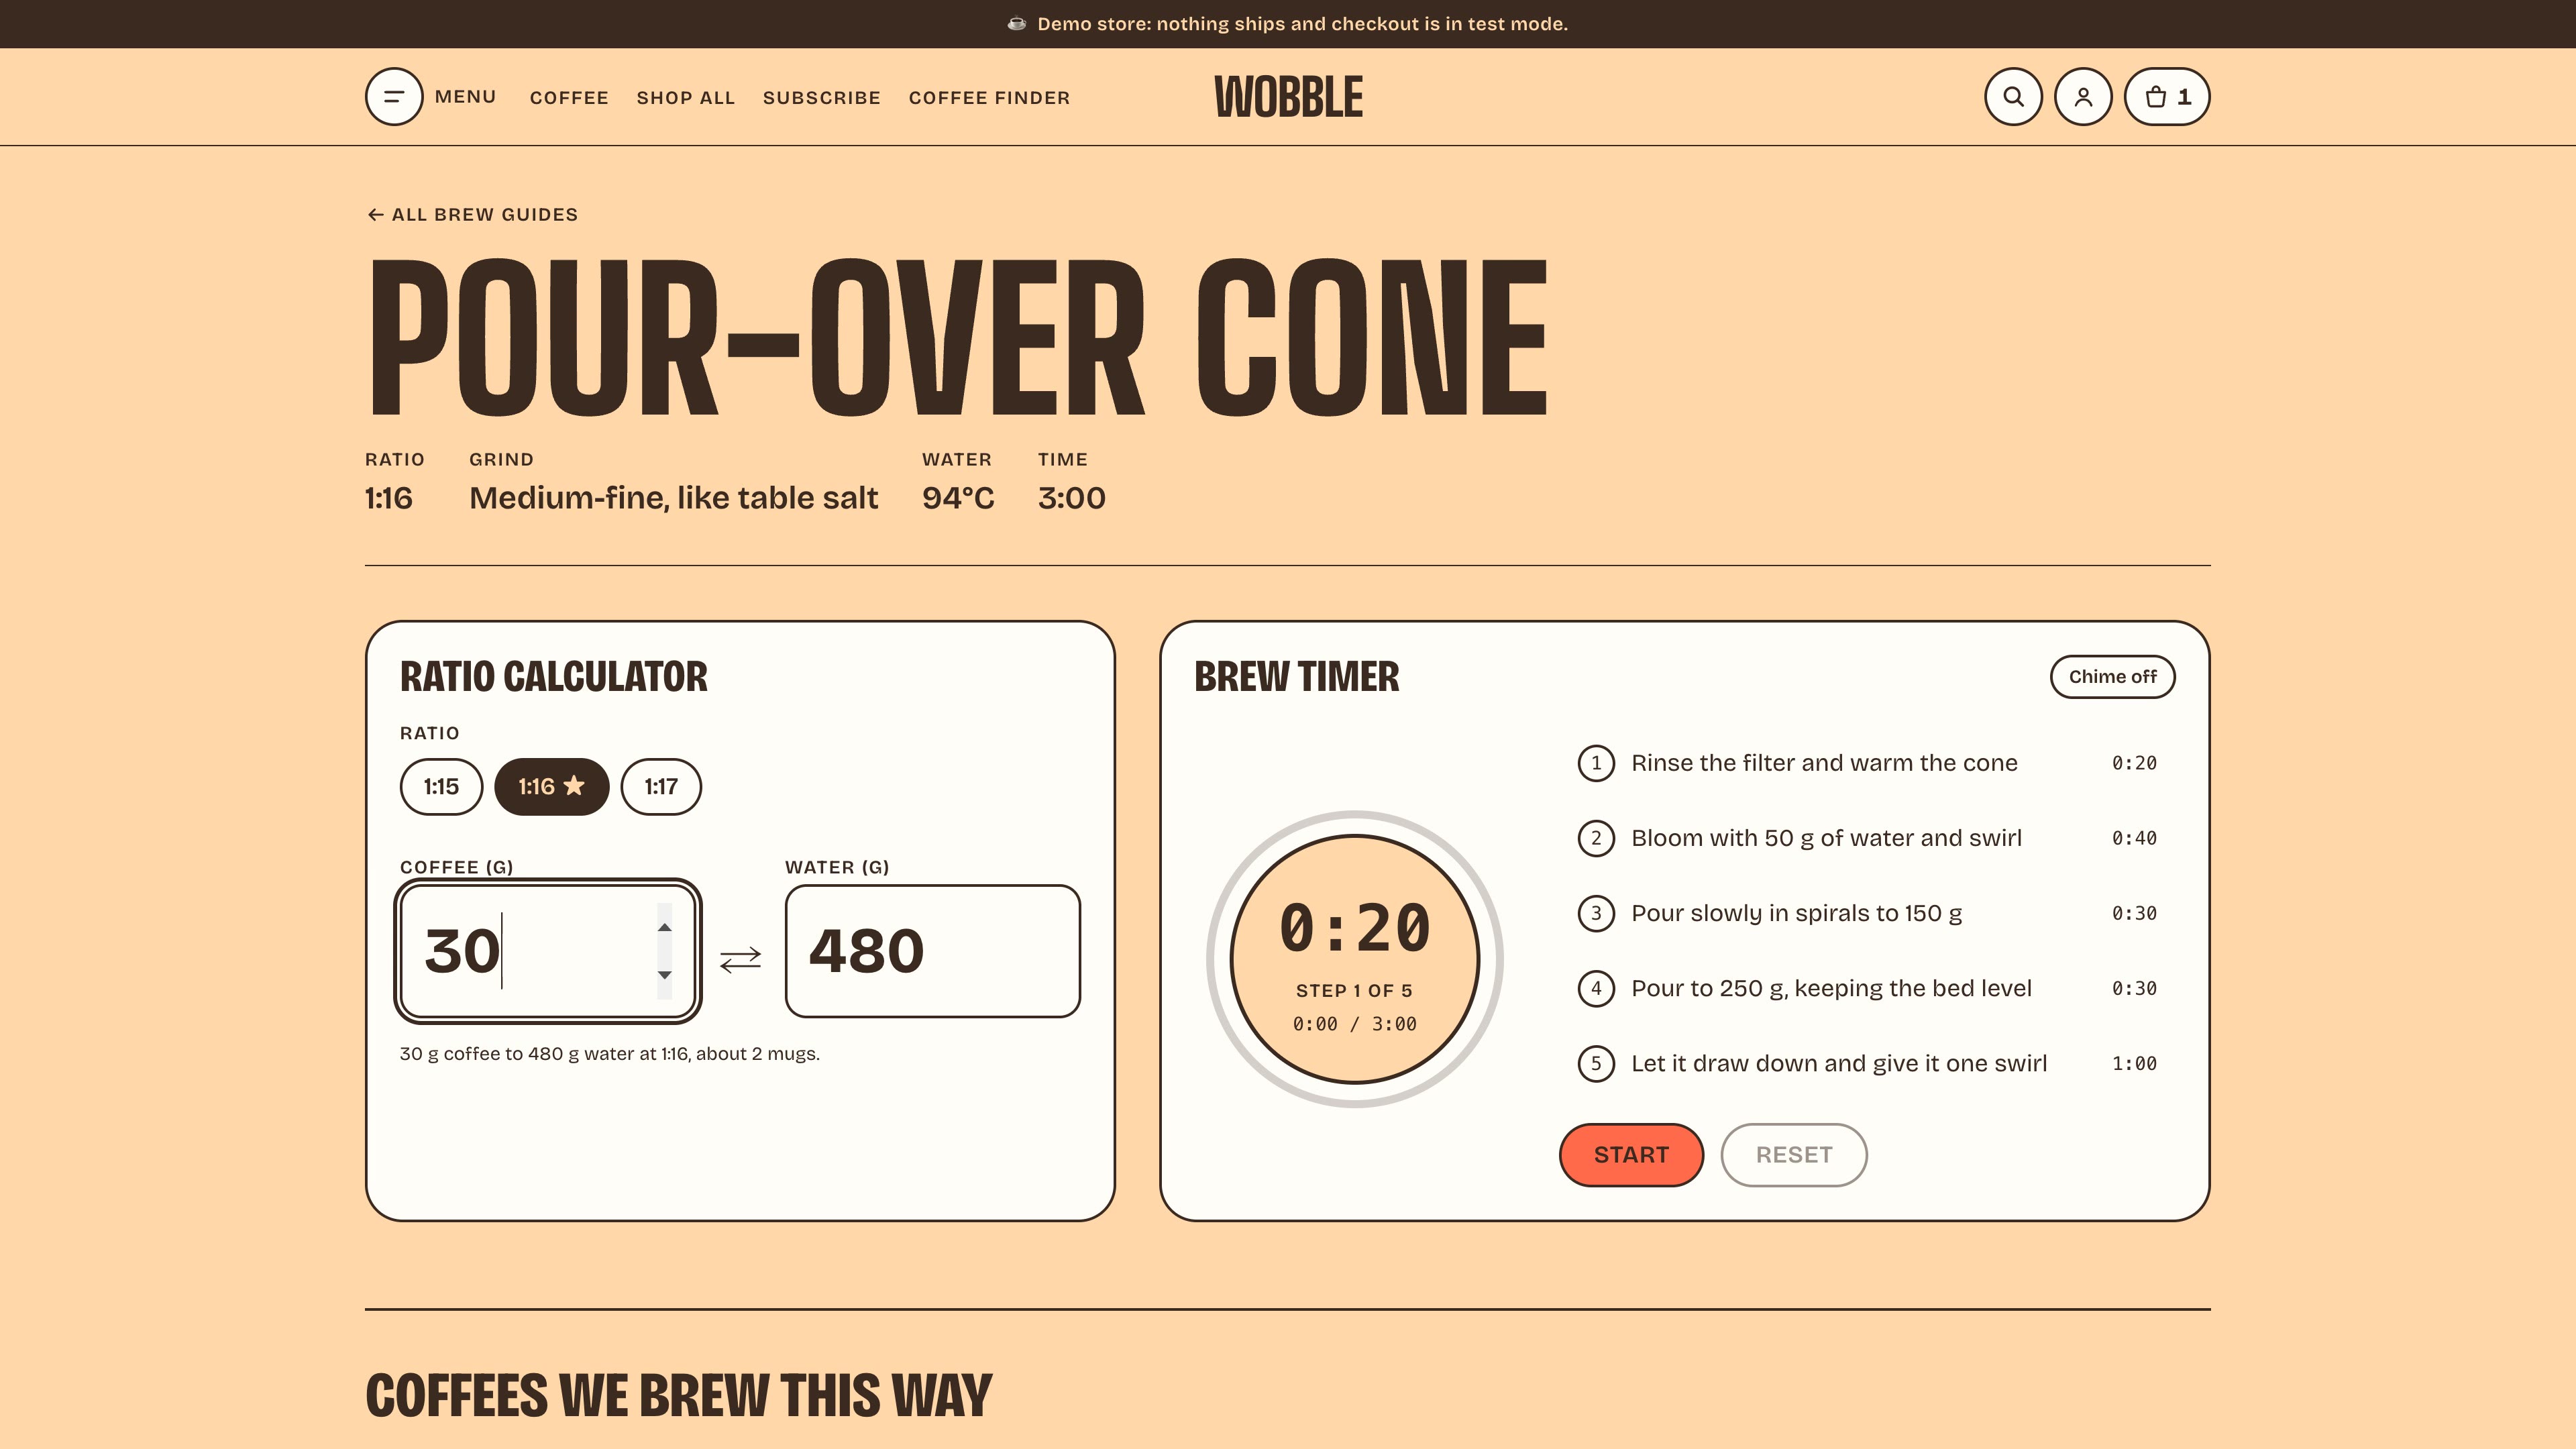 Demo store: nothing ships and checkout is in test mode.
MENU COFFEE SHOP ALL SUBSCRIBE COFFEE FINDER WOBBLE 1
← ALL BREW GUIDES
POUR-OVER CONE
RATIO GRIND WATER TIME
1:16 Medium-fine, like table salt 94°C 3:00
RATIO CALCULATOR
RATIO
1:15 1:16 ★ 1:17
COFFEE (G) WATER (G)
30 480
30 g coffee to 480 g water at 1:16, about 2 mugs.
BREW TIMER Chime off
0:20
STEP 1 OF 5
0:00 / 3:00
1 Rinse the filter and warm the cone 0:20
2 Bloom with 50 g of water and swirl 0:40
3 Pour slowly in spirals to 150 g 0:30
4 Pour to 250 g, keeping the bed level 0:30
5 Let it draw down and give it one swirl 1:00
START RESET
COFFEES WE BREW THIS WAY